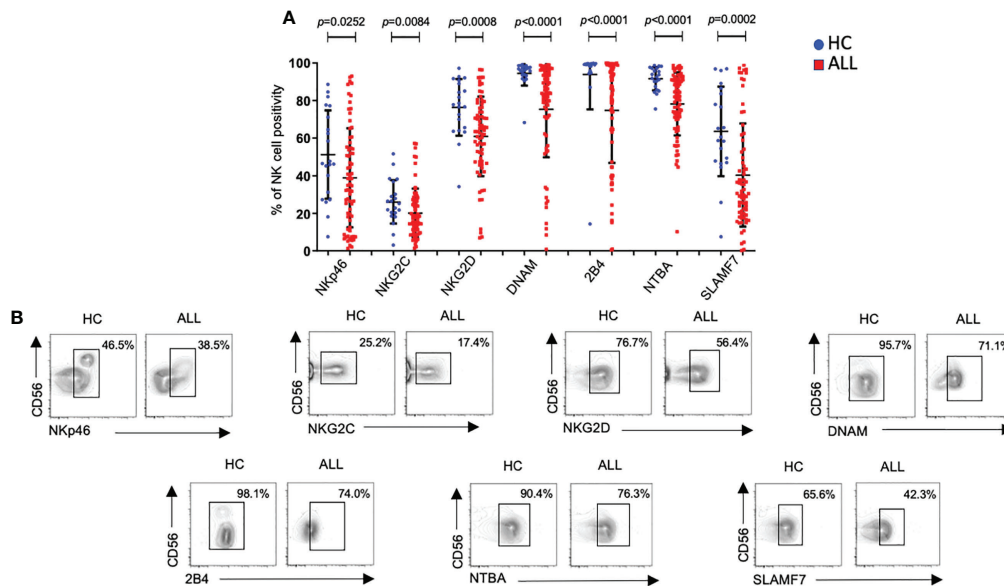 A
p=0.0252 p=0.0084 p=0.0008 p<0.0001 p<0.0001 p<0.0001 p=0.0002
HC
ALL
% of NK cell positivity
100
80
60
40
20
0
NKp46 NKG2C NKG2D DNAM 2B4 NTBA SLAMF7
B
HC ALL HC ALL HC ALL HC ALL
46.5% 38.5% 25.2% 17.4% 76.7% 56.4% 95.7% 71.1%
CD56 CD56 CD56 CD56
NKp46 NKG2C NKG2D DNAM
HC ALL HC ALL HC ALL
98.1% 74.0% 90.4% 76.3% 65.6% 42.3%
CD56 CD56 CD56
2B4 NTBA SLAMF7